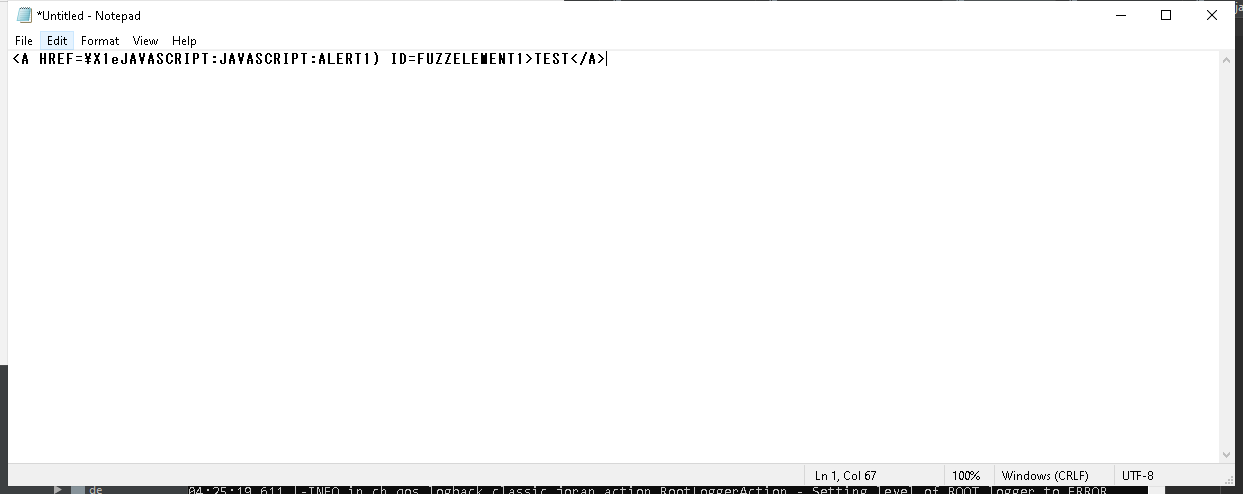 *Untitled - Notepad
File Edit Format View Help
<A HREF=¥X1eJAVASCRIPT:JAVASCRIPT:ALERT1) ID=FUZZELEMENT1>TEST</A>
Ln 1, Col 67 100% Windows (CRLF) UTF-8
de 04:25:19,611 |-INFO in ch.qos.logback.classic.joran.action.RootLoggerAction - Setting level of ROOT logger to ERROR